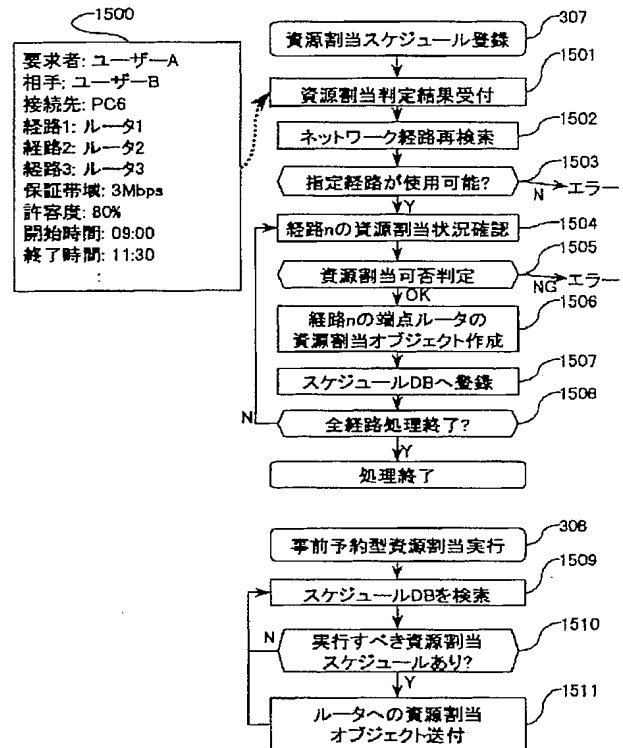 1500
要求者: ユーザーA
相手: ユーザーB
接続先: PC6
経路1: ルータ1
経路2: ルータ2
経路3: ルータ3
保証帯域: 3Mbps
許容度: 80%
開始時間: 09:00
終了時間: 11:30
:
307
資源割当スケジュール登録
1501
資源割当判定結果受付
1502
ネットワーク経路再検索
1503
指定経路が使用可能?
N
エラー
Y
1504
経路nの資源割当状況確認
1505
資源割当可否判定
NG
エラー
OK
1506
経路nの端点ルータの
資源割当オブジェクト作成
1507
スケジュールDBへ登録
1508
N
全経路処理終了?
Y
処理終了
308
事前予約型資源割当実行
1509
スケジュールDBを検索
1510
N
実行すべき資源割当
スケジュールあり?
Y
1511
ルータへの資源割当
オブジェクト送付